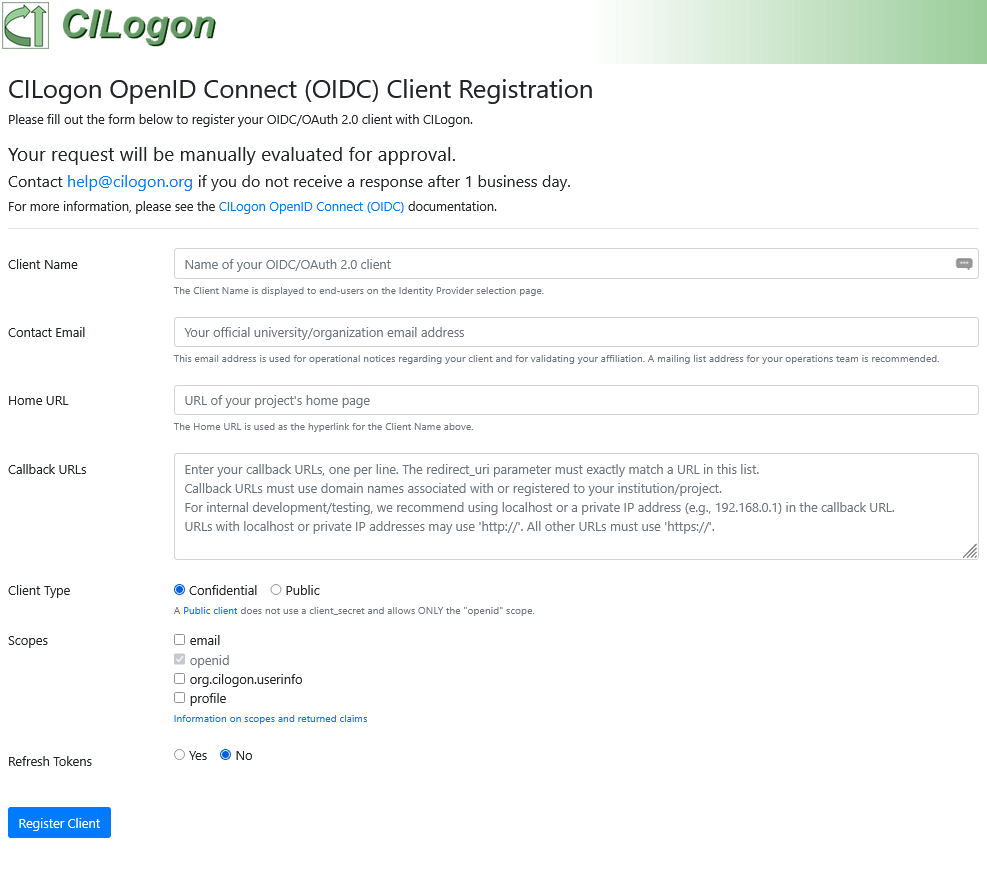 CILogon
CILogon OpenID Connect (OIDC) Client Registration
Please fill out the form below to register your OIDC/OAuth 2.0 client with CILogon.
Your request will be manually evaluated for approval.
Contact help@cilogon.org if you do not receive a response after 1 business day.
For more information, please see the CILogon OpenID Connect (OIDC) documentation.
Client Name
Name of your OIDC/OAuth 2.0 client
The Client Name is displayed to end-users on the Identity Provider selection page.
Contact Email
Your official university/organization email address
This email address is used for operational notices regarding your client and for validating your affiliation. A mailing list address for your operations team is recommended.
Home URL
URL of your project's home page
The Home URL is used as the hyperlink for the Client Name above.
Callback URLs
Enter your callback URLs, one per line. The redirect_uri parameter must exactly match a URL in this list.
Callback URLs must use domain names associated with or registered to your institution/project.
For internal development/testing, we recommend using localhost or a private IP address (e.g., 192.168.0.1) in the callback URL.
URLs with localhost or private IP addresses may use 'http://'. All other URLs must use 'https://'.
Client Type
Confidential Public
A Public client does not use a client_secret and allows ONLY the "openid" scope.
Scopes
email
openid
org.cilogon.userinfo
profile
Information on scopes and returned claims
Refresh Tokens
Yes No
Register Client